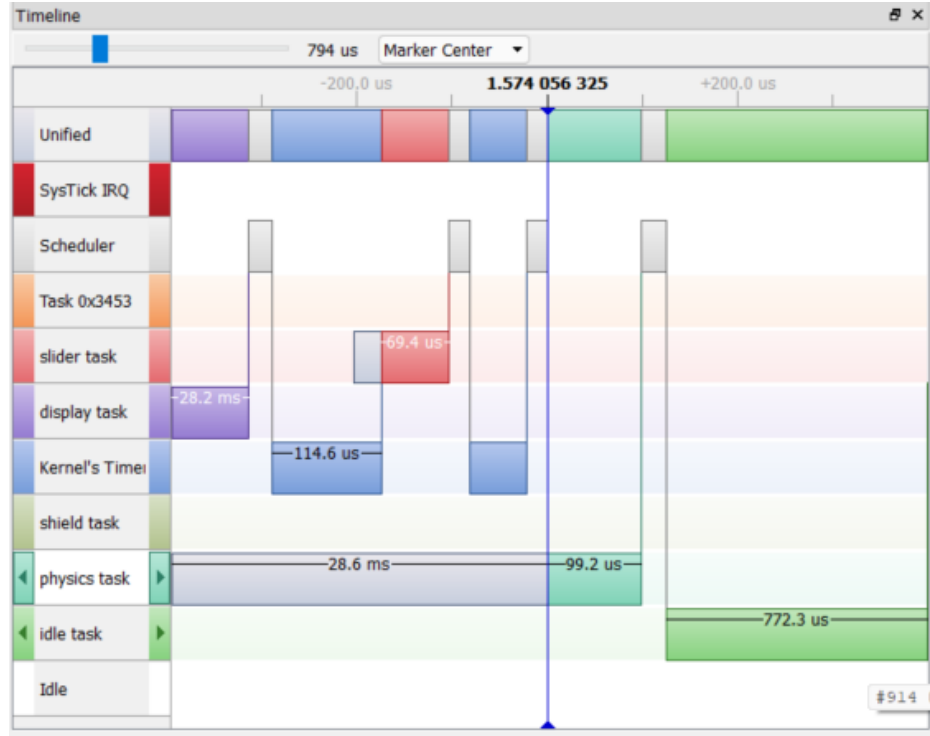 Timeline
794 us Marker Center
-200.0 us 1.574 056 325 +200.0 us
Unified
SysTick IRQ
Scheduler
Task 0x3453
slider task
69.4 us
display task
28.2 ms
Kernel's Timer
114.6 us
shield task
physics task
28.6 ms
99.2 us
idle task
772.3 us
Idle
#914